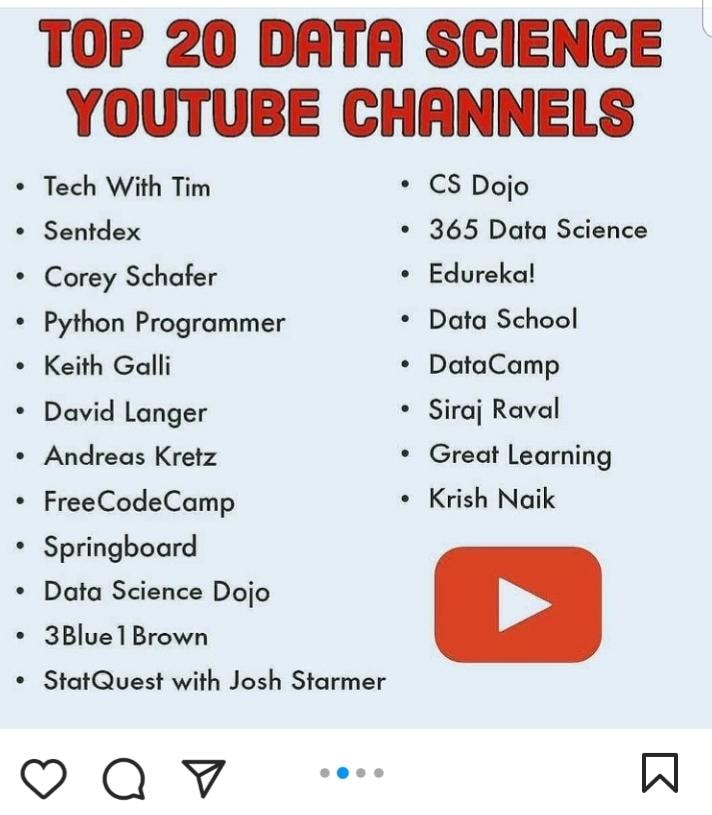 TOP 20 DATA SCIENCE
YOUTUBE CHANNELS
• Tech With Tim
• Sentdex
• Corey Schafer
• Python Programmer
• Keith Galli
• David Langer
• Andreas Kretz
• FreeCodeCamp
• Springboard
• Data Science Dojo
• 3Blue1Brown
• StatQuest with Josh Starmer
• CS Dojo
• 365 Data Science
• Edureka!
• Data School
• DataCamp
• Siraj Raval
• Great Learning
• Krish Naik